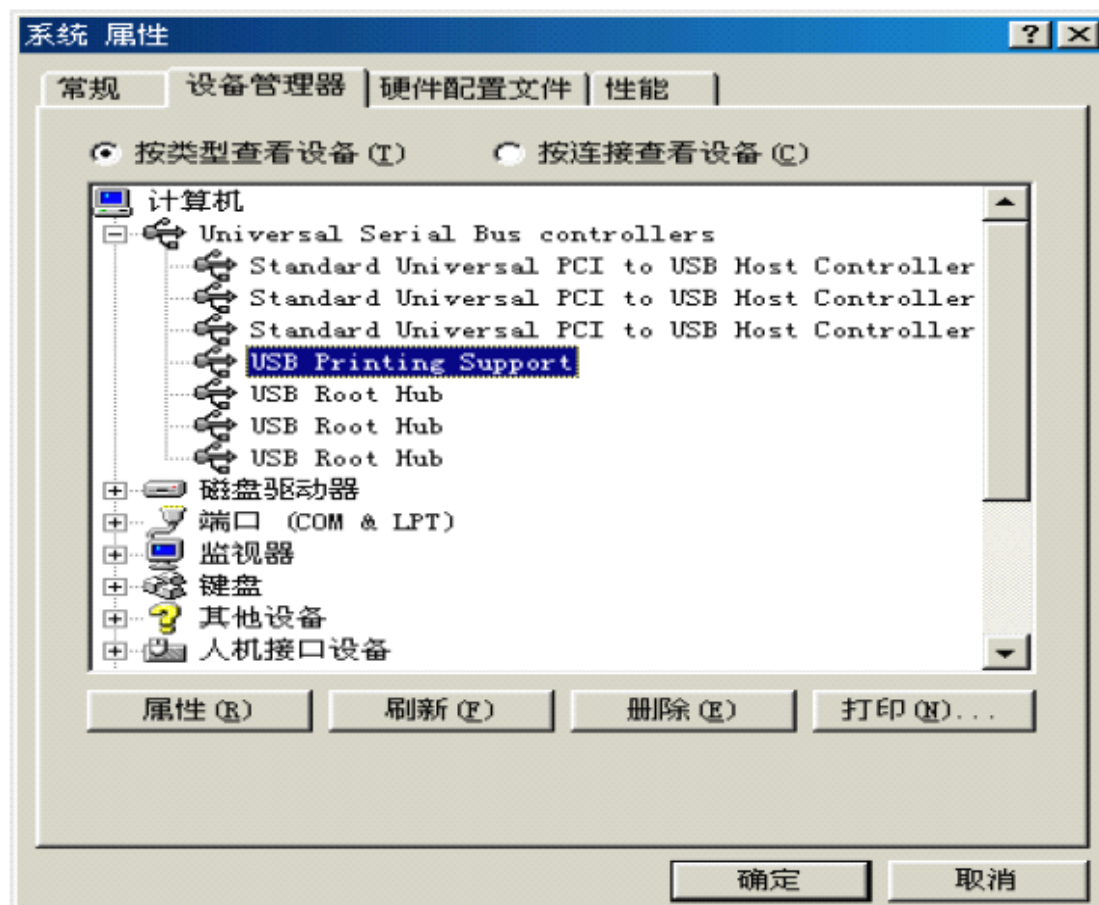 系统 属性
常规 设备管理器 硬件配置文件 性能
按类型查看设备(T) 按连接查看设备(C)
计算机
Universal Serial Bus controllers
Standard Universal PCI to USB Host Controller
Standard Universal PCI to USB Host Controller
Standard Universal PCI to USB Host Controller
USB Printing Support
USB Root Hub
USB Root Hub
USB Root Hub
磁盘驱动器
端口 (COM & LPT)
监视器
键盘
其他设备
人机接口设备
属性(R) 刷新(F) 删除(E) 打印(N)...
确定 取消